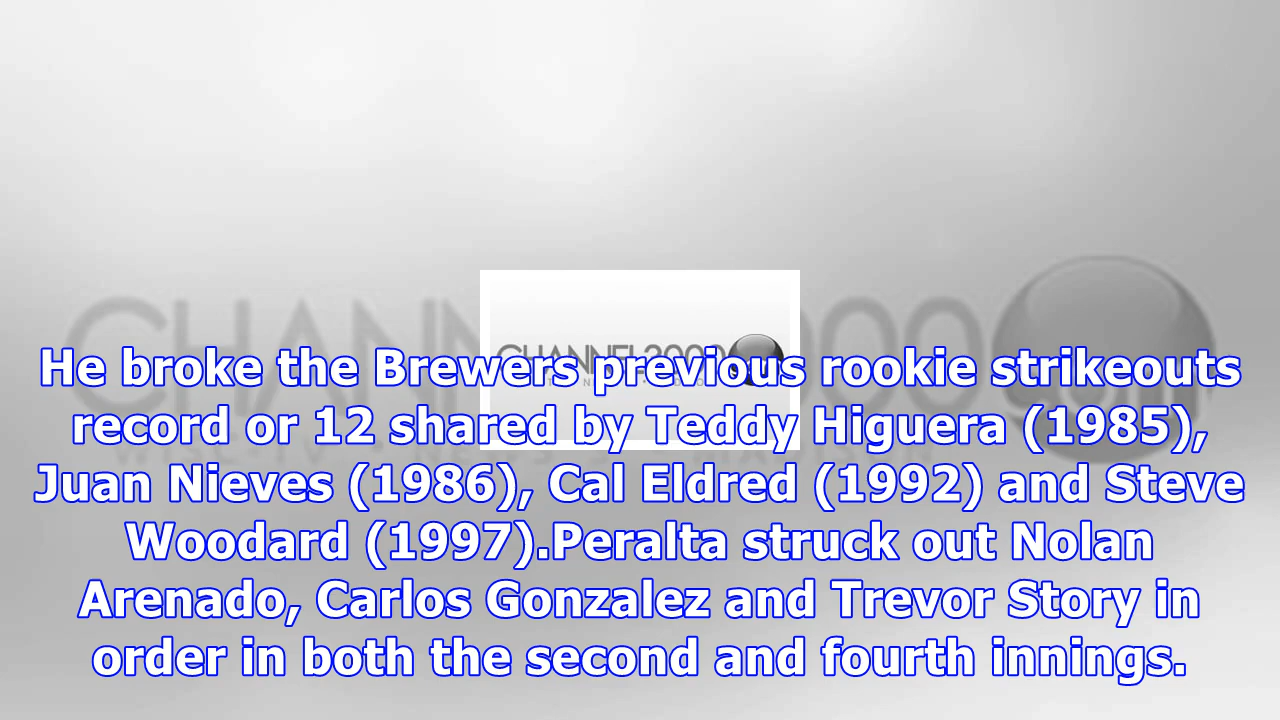 CHANNEL3000
He broke the Brewers previous rookie strikeouts
record or 12 shared by Teddy Higuera (1985),
Juan Nieves (1986), Cal Eldred (1992) and Steve
Woodard (1997).Peralta struck out Nolan
Arenado, Carlos Gonzalez and Trevor Story in
order in both the second and fourth innings.